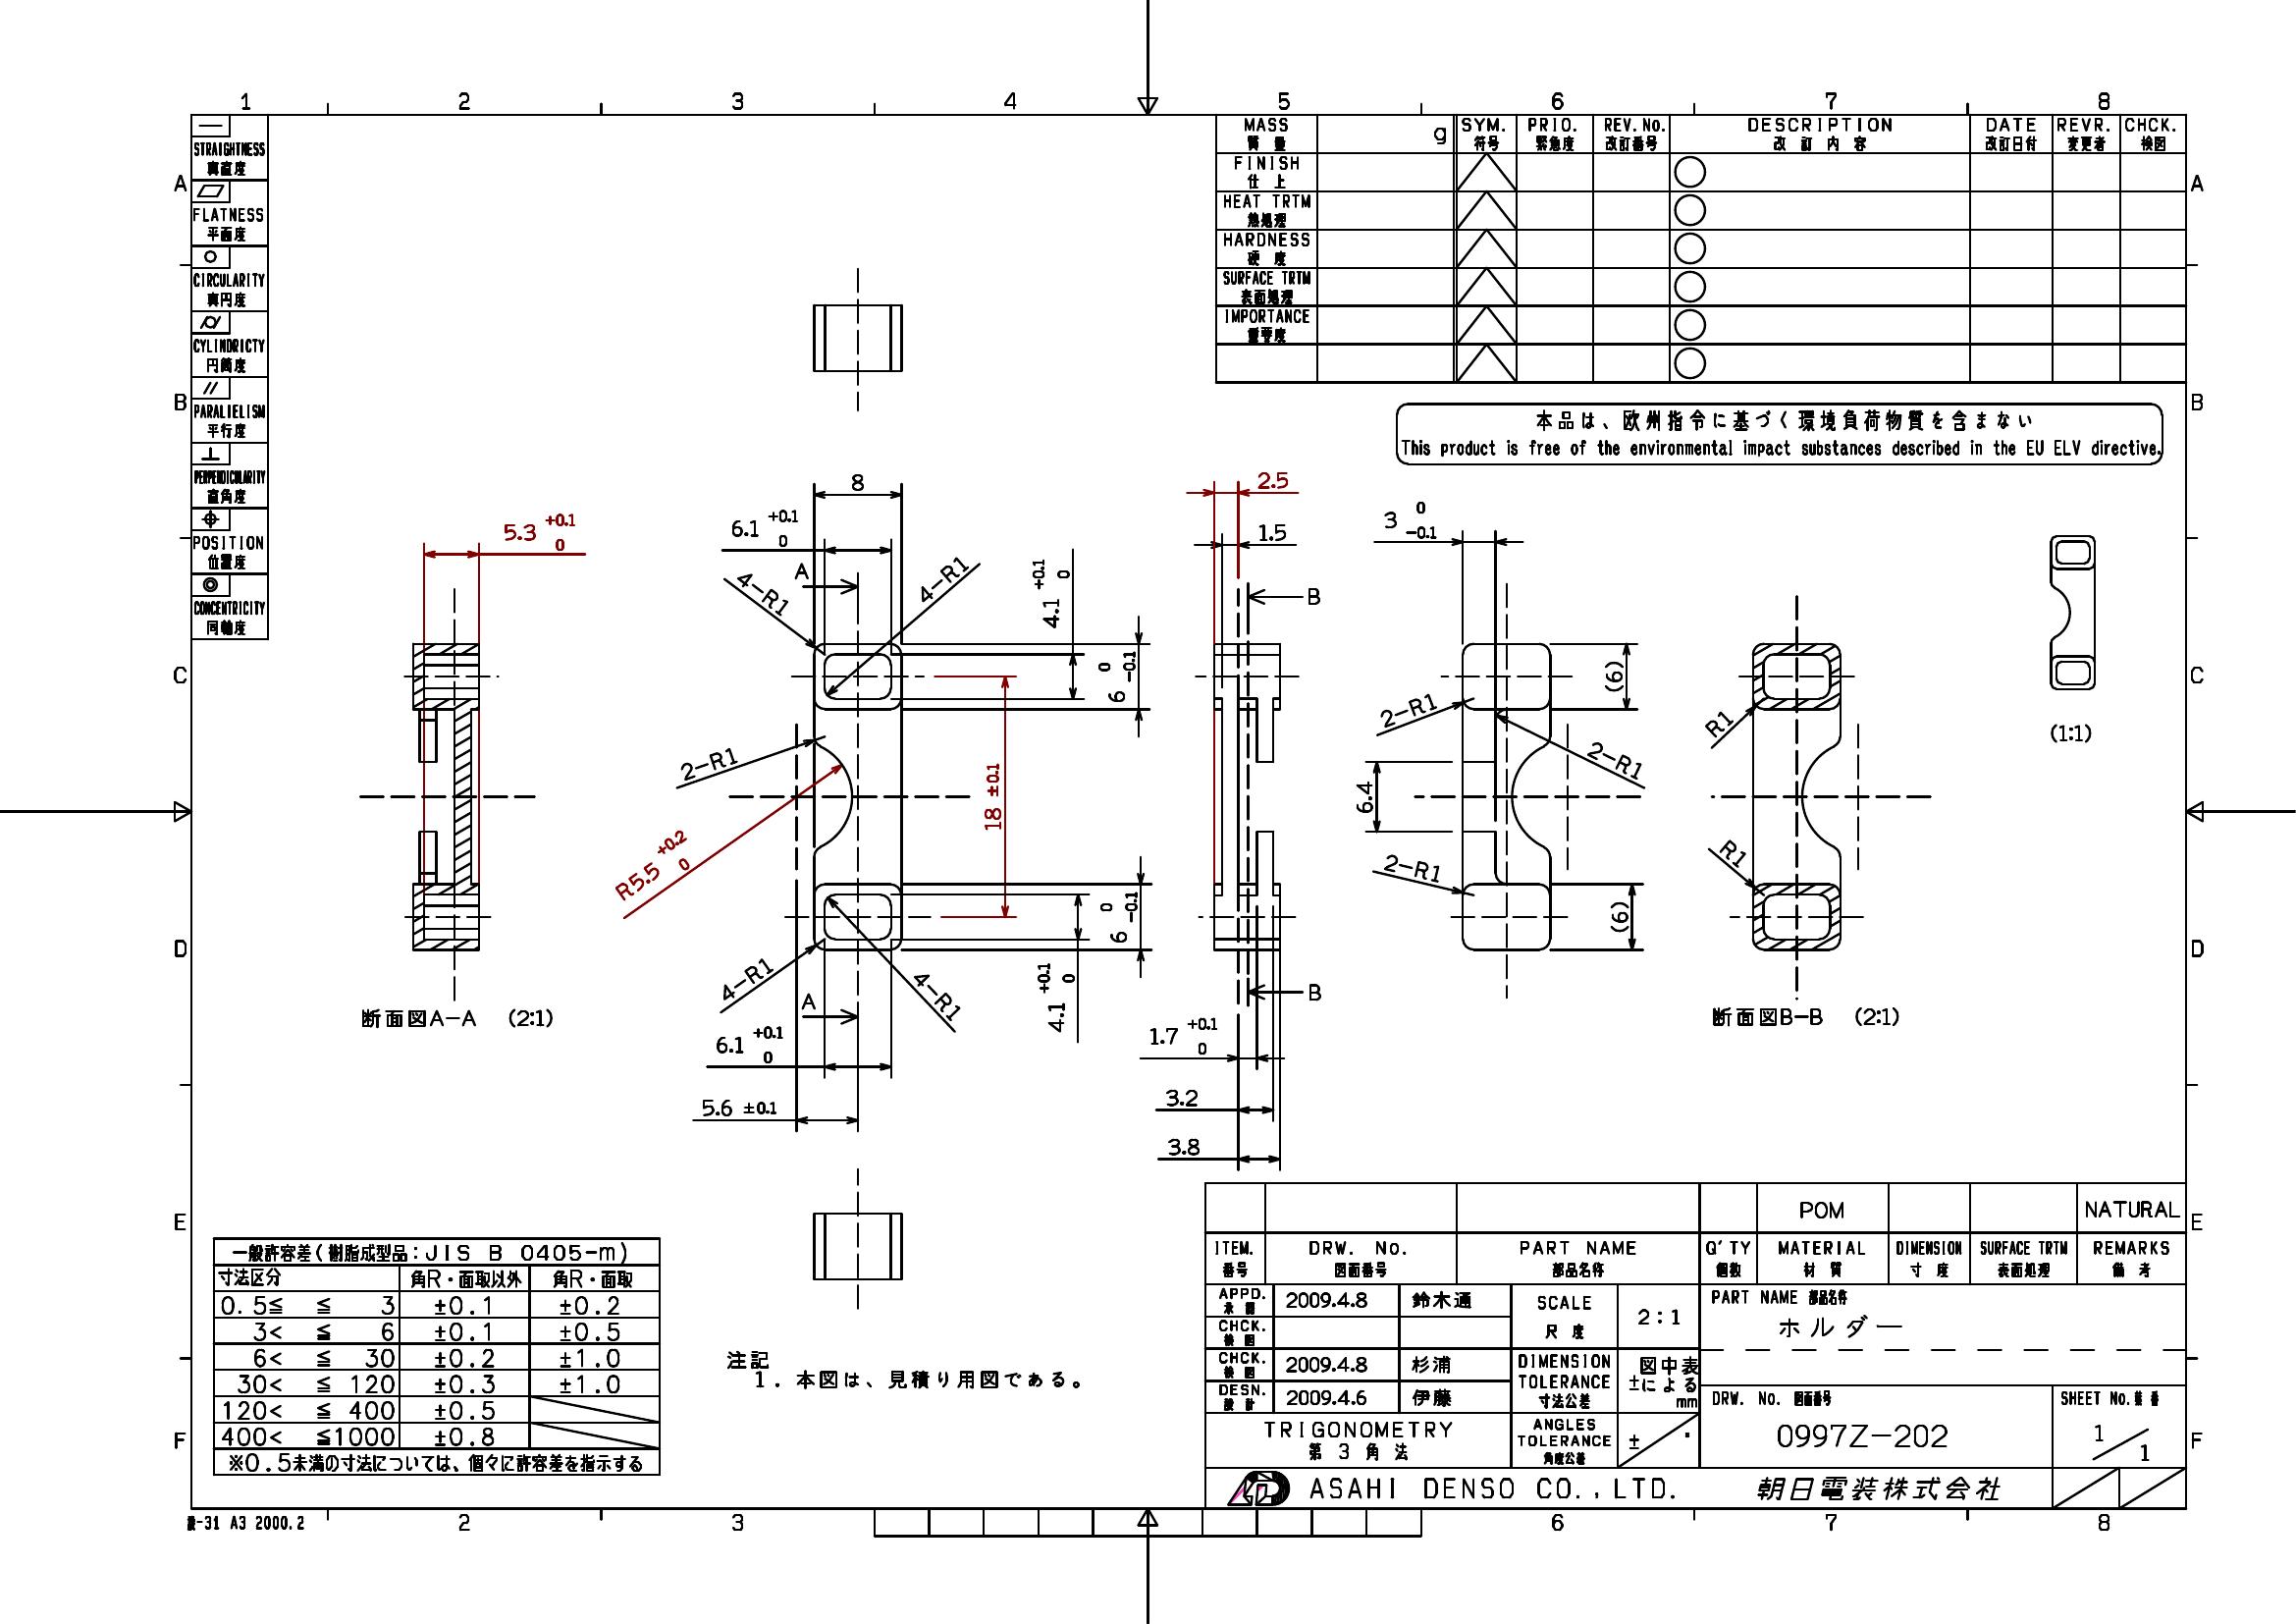 1 2 3 4 5 6 7 8
A
B
C
D
E
F
STRAIGHTNESS
真直度
FLATNESS
平面度
CIRCULARITY
真円度
CYLINDRICTY
円筒度
PARALIELISM
平行度
PERPENDICULARITY
直角度
POSITION
位置度
CONCENTRICITY
同軸度
MASS g SYM. PRIO. REV.No. DESCRIPTION DATE REVR. CHCK.
質量 符号 緊急度 改訂番号 改訂内容 改訂日付 変更者 検図
FINISH
仕上
HEAT TRTM
熱処理
HARDNESS
硬度
SURFACE TRTM
表面処理
IMPORTANCE
重要度
A
B
C
D
E
F
本品は、欧州指令に基づく環境負荷物質を含まない
This product is free of the environmental impact substances described in the EU ELV directive.
5.3 +0.1 0
断面図A-A (2:1)
8
6.1 +0.1 0
A
4-R1
4-R1
4.1 +0.1 0
6 0 -0.1
2-R1
R5.5 +0.2 0
18 ±0.1
6 0 -0.1
4-R1
4-R1
A
4.1 +0.1 0
6.1 +0.1 0
5.6 ±0.1
2.5
1.5
B
B
1.7 +0.1 0
3.2
3.8
3 0 -0.1
(6)
2-R1
2-R1
6.4
2-R1
(6)
R1
R1
断面図B-B (2:1)
(1:1)
一般許容差(樹脂成型品:JIS B 0405-m)
寸法区分 角R・面取以外 角R・面取
0.5≦ ≦ 3 ±0.1 ±0.2
3< ≦ 6 ±0.1 ±0.5
6< ≦ 30 ±0.2 ±1.0
30< ≦ 120 ±0.3 ±1.0
120< ≦ 400 ±0.5
400< ≦1000 ±0.8
※0.5未満の寸法については、個々に許容差を指示する
注記
1. 本図は、見積り用図である。
POM NATURAL
ITEM. DRW. No. PART NAME Q'TY MATERIAL DIMENSION SURFACE TRTM REMARKS
番号 図面番号 部品名称 個数 材質 寸度 表面処理 備考
APPD. 承認 2009.4.8 鈴木通
CHCK. 検図
CHCK. 検図 2009.4.8 杉浦
DESN. 設計 2009.4.6 伊藤
SCALE
尺度
2:1
DIMENSION
TOLERANCE
寸法公差
図中表
±による
mm
TRIGONOMETRY
第3角法
ANGLES
TOLERANCE
角度公差
±
PART NAME 部品名称
ホルダー
DRW. No. 図面番号
0997Z-202
SHEET No.
1/1
ASAHI DENSO CO.,LTD. 朝日電装株式会社
-31 A3 2000.2
2 3 6 7 8